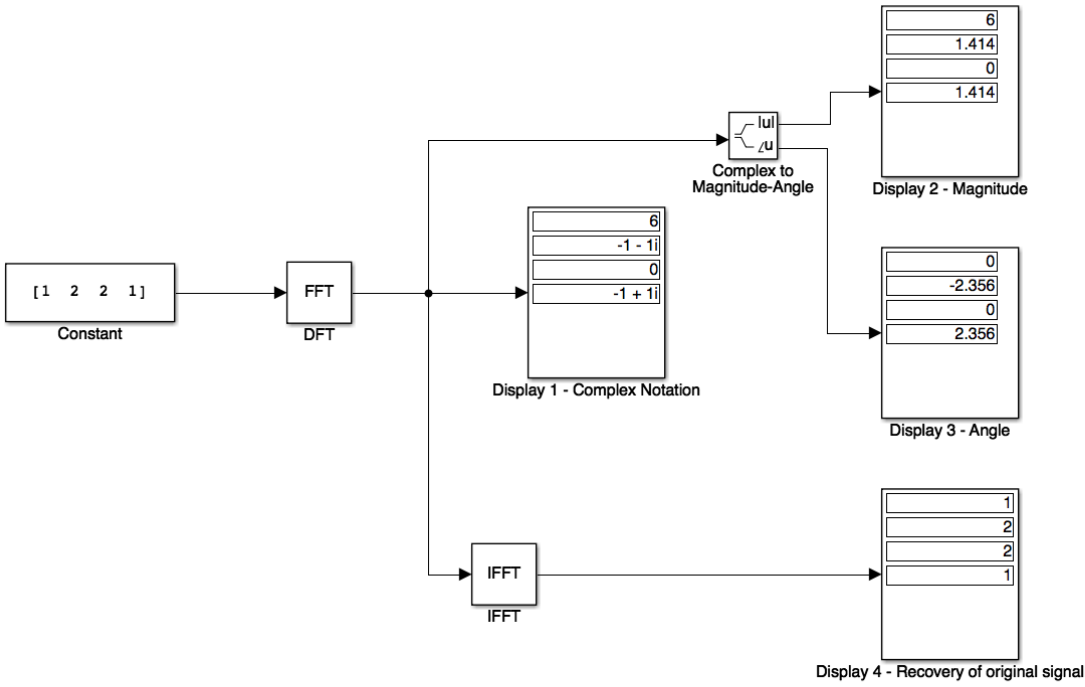 6
1.414
0
1.414
Display 2 - Magnitude
|u|
∠u
Complex to
Magnitude-Angle
6
-1 - 1i
0
-1 + 1i
Display 1 - Complex Notation
[1 2 2 1]
Constant
FFT
DFT
0
-2.356
0
2.356
Display 3 - Angle
IFFT
IFFT
1
2
2
1
Display 4 - Recovery of original signal